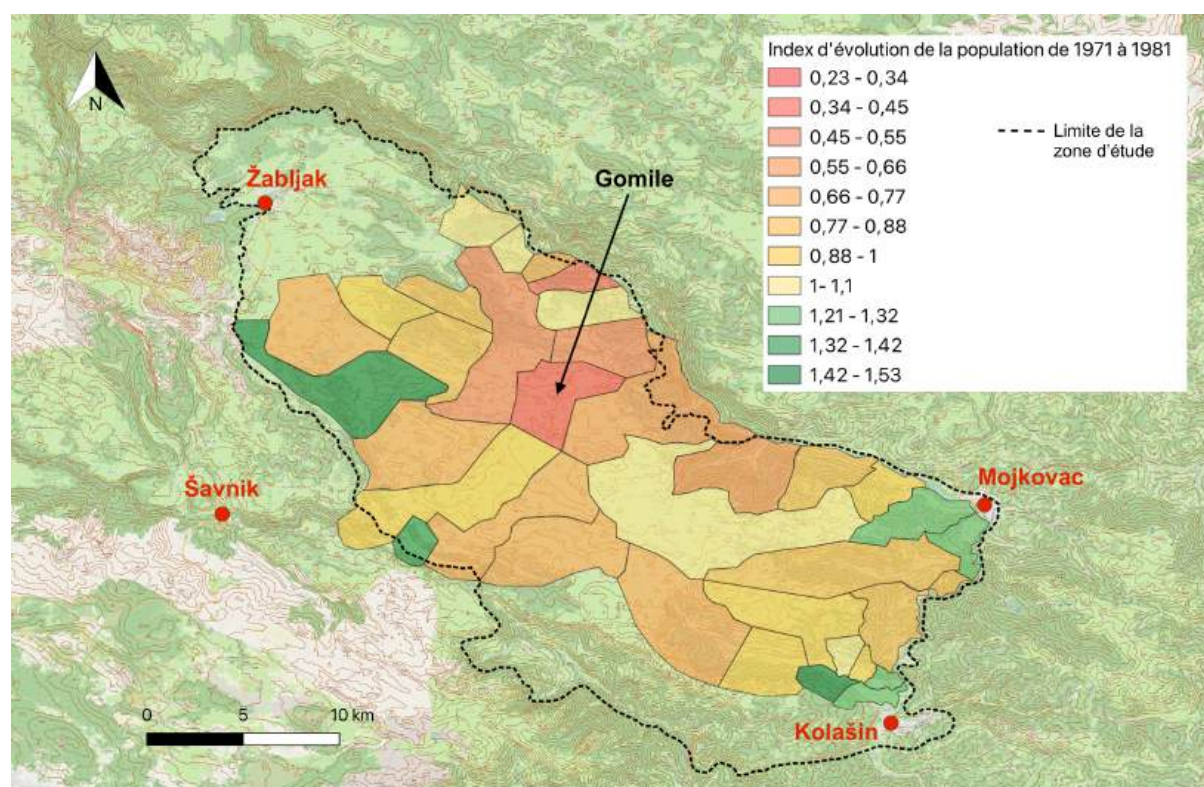 Index d'évolution de la population de 1971 à 1981
0,23 - 0,34
0,34 - 0,45
0,45 - 0,55
0,55 - 0,66
0,66 - 0,77
0,77 - 0,88
0,88 - 1
1- 1,1
1,21 - 1,32
1,32 - 1,42
1,42 - 1,53
Limite de la
zone d'étude
N
Žabljak
Gomile
Šavnik
Mojkovac
Kolašin
0 5 10 km